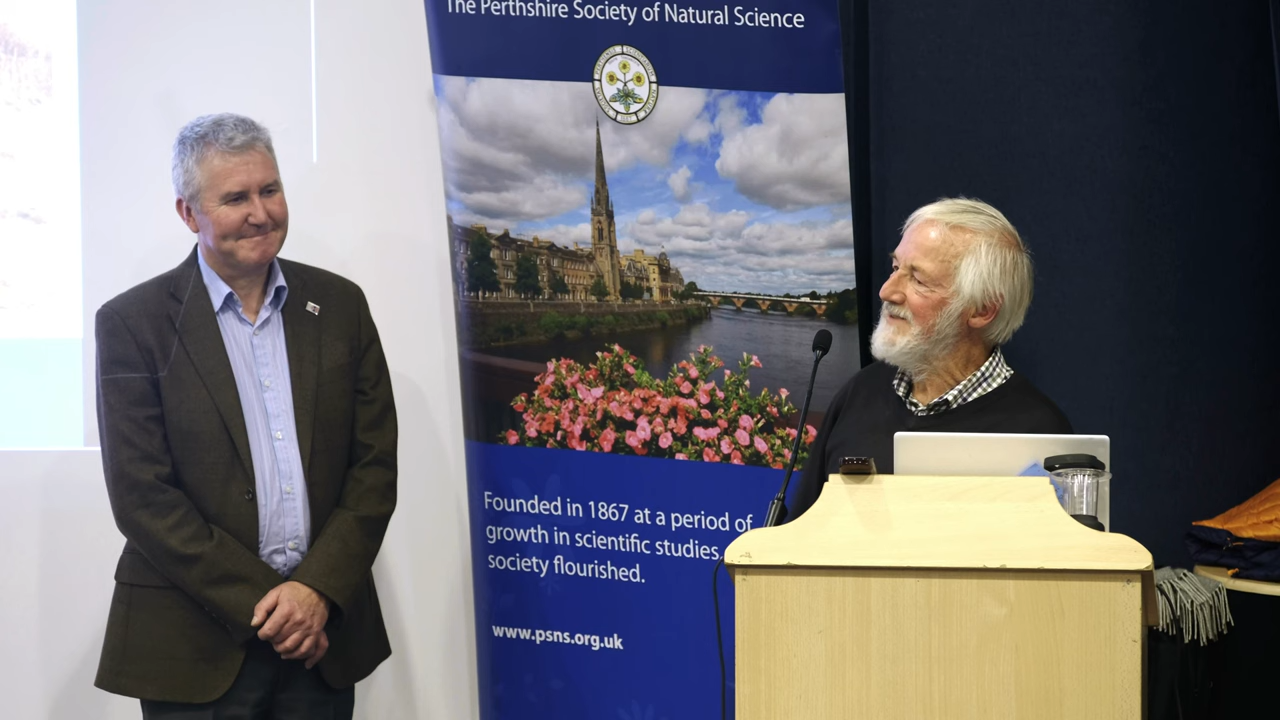 The Perthshire Society of Natural Science
Founded in 1867 at a period of
growth in scientific studies,
society flourished.
www.psns.org.uk